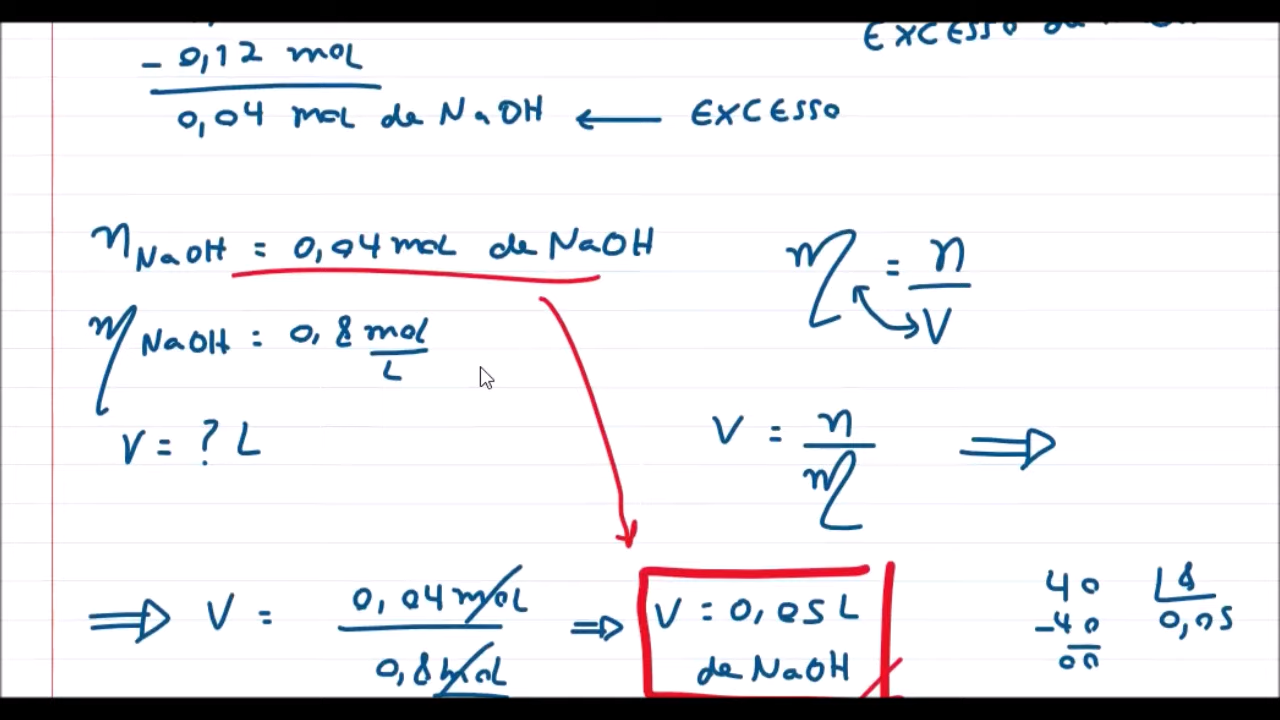 EXCESSO de
- 0,12 mol
0,04 mol de NaOH ← EXCESSO
n NaOH = 0,04 mol de NaOH
m = n / V
m NaOH = 0,8 mol / L
V = ? L
V = n / m ⇒
⇒ V = 0,04 mol / 0,8 mol ⇒ V = 0,05 L
de NaOH
40 | 8
-40 0,05
00